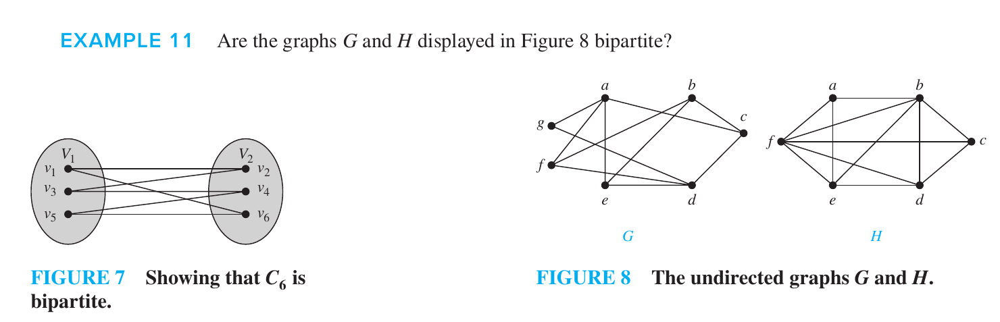 EXAMPLE 11 Are the graphs G and H displayed in Figure 8 bipartite?
V1 V2
v1 v2
v3 v4
v5 v6
FIGURE 7 Showing that C6 is
bipartite.
a b
c
g
f
e d
G
a b
f c
e d
H
FIGURE 8 The undirected graphs G and H.